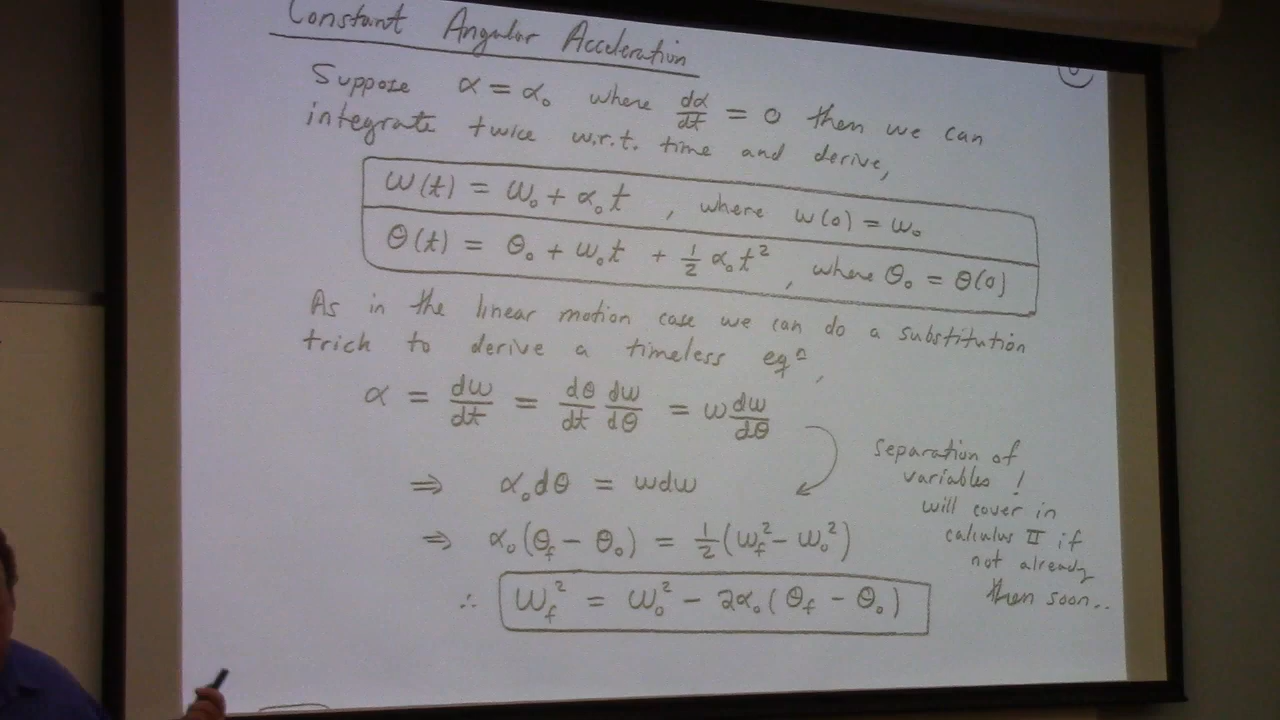 Constant Angular Acceleration
Suppose α = α₀ where dα/dt = 0 then we can
integrate twice w.r.t. time and derive,
ω(t) = ω₀ + α₀t , where ω(0) = ω₀
θ(t) = θ₀ + ω₀t + ½ α₀t² , where θ₀ = θ(0)
As in the linear motion case we can do a substitution
trick to derive a timeless eqⁿ,
α = dω/dt = dθ/dt dω/dθ = ω dω/dθ
⇒ α₀dθ = ωdω
⇒ α₀(θf − θ₀) = ½(ωf² − ω₀²)
∴ ωf² = ω₀² − 2α₀(θf − θ₀)
separation of
variables !
will cover in
calculus II if
not already
then soon..